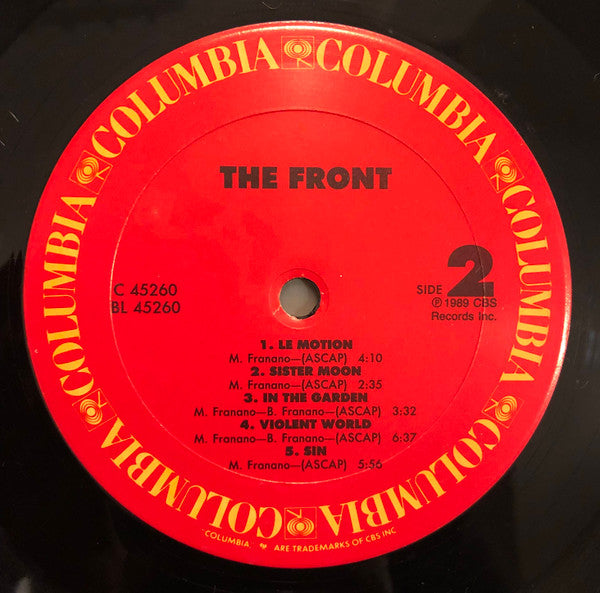 COLUMBIA COLUMBIA COLUMBIA COLUMBIA COLUMBIA COLUMBIA
THE FRONT
C 45260
BL 45260
SIDE 2
℗ 1989 CBS
Records Inc.
1. LE MOTION
M. Franano—(ASCAP) 4:10
2. SISTER MOON
M. Franano—(ASCAP) 2:35
3. IN THE GARDEN
M. Franano—B. Franano—(ASCAP) 3:32
4. VIOLENT WORLD
M. Franano—B. Franano—(ASCAP) 6:37
5. SIN
M. Franano—(ASCAP) 5:56
"COLUMBIA," ARE TRADEMARKS OF CBS INC